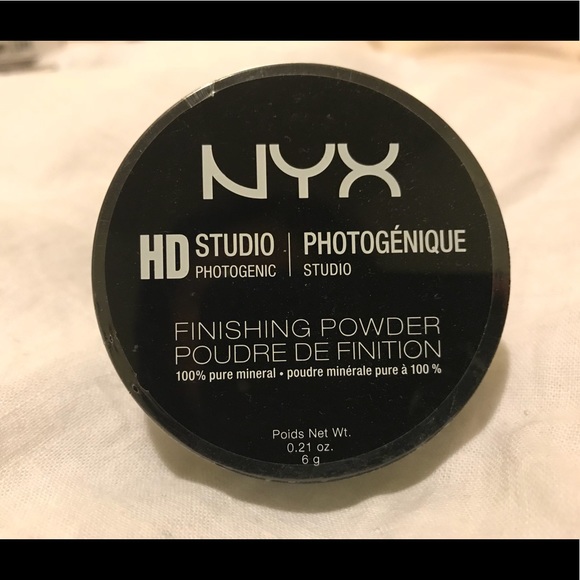 NYX
HD STUDIO PHOTOGENIC | PHOTOGÉNIQUE STUDIO
FINISHING POWDER
POUDRE DE FINITION
100% pure mineral • poudre minérale pure à 100 %
Poids Net Wt.
0.21 oz.
6 g